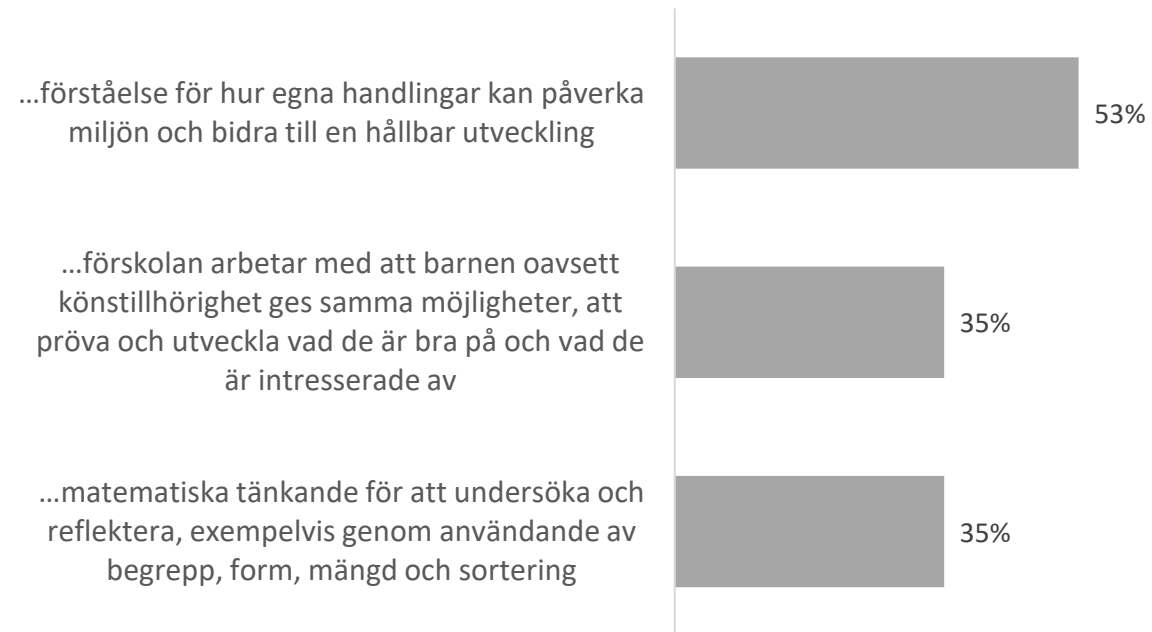 ...förståelse för hur egna handlingar kan påverka
miljön och bidra till en hållbar utveckling
53%
...förskolan arbetar med att barnen oavsett
könstillhörighet ges samma möjligheter, att
pröva och utveckla vad de är bra på och vad de
är intresserade av
35%
...matematiska tänkande för att undersöka och
reflektera, exempelvis genom användande av
begrepp, form, mängd och sortering
35%